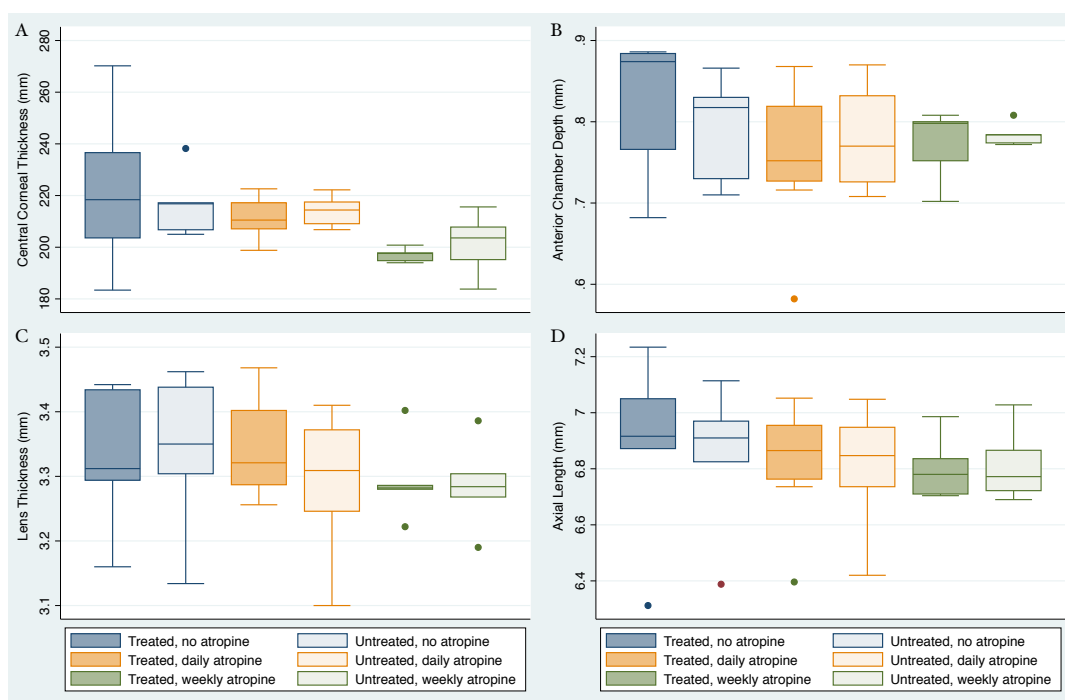 A
B
Central Corneal Thickness (mm)
280
260
240
220
200
180
Anterior Chamber Depth (mm)
.9
.8
.7
.6
C
D
Lens Thickness (mm)
3.5
3.4
3.3
3.2
3.1
Axial Length (mm)
7.2
7
6.8
6.6
6.4
Treated, no atropine
Untreated, no atropine
Treated, daily atropine
Untreated, daily atropine
Treated, weekly atropine
Untreated, weekly atropine
Treated, no atropine
Untreated, no atropine
Treated, daily atropine
Untreated, daily atropine
Treated, weekly atropine
Untreated, weekly atropine